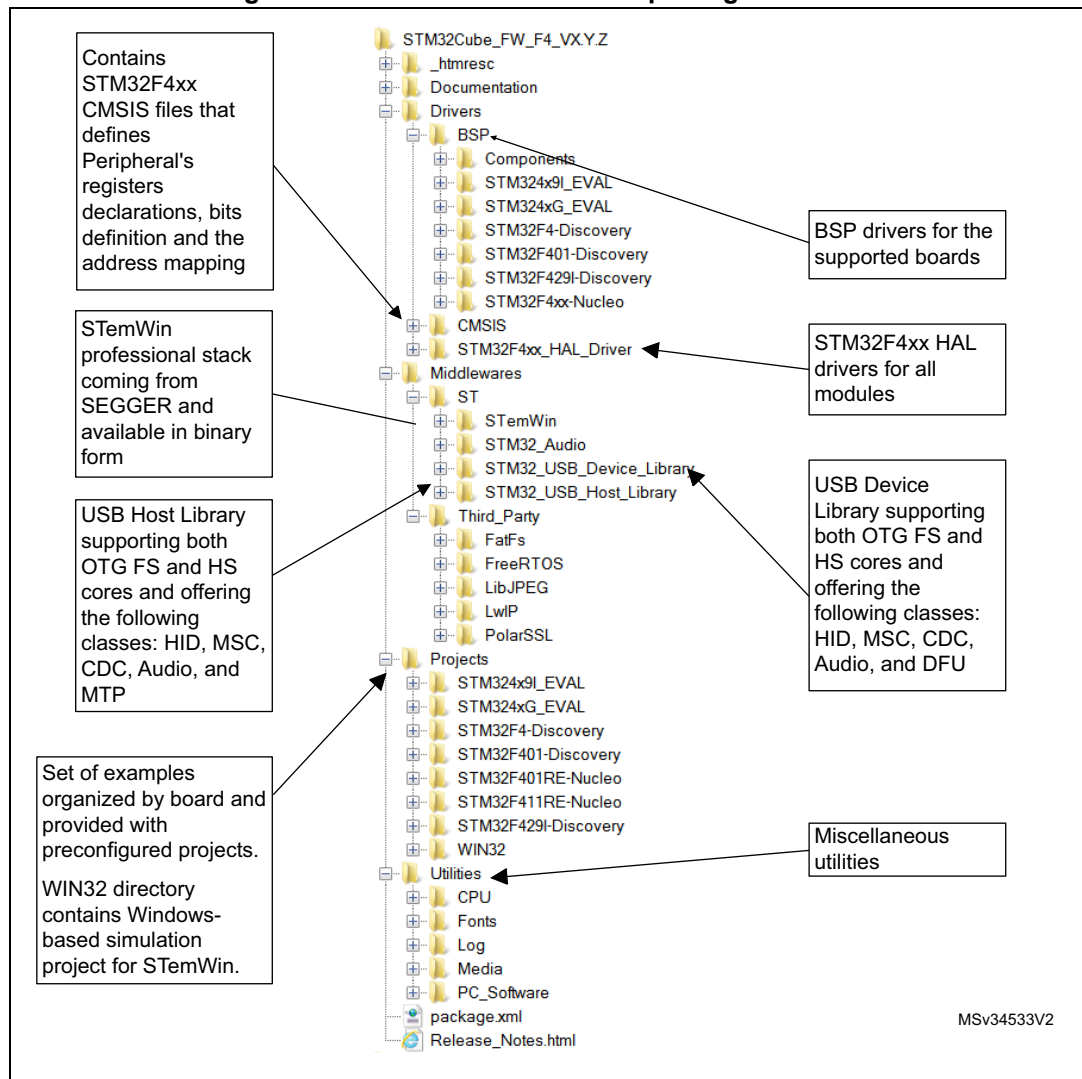 Contains
STM32F4xx
CMSIS files that
defines
Peripheral's
registers
declarations, bits
definition and the
address mapping
STemWin
professional stack
coming from
SEGGER and
available in binary
form
USB Host Library
supporting both
OTG FS and HS
cores and offering
the following
classes: HID, MSC,
CDC, Audio, and
MTP
Set of examples
organized by board and
provided with
preconfigured projects.
WIN32 directory
contains Windows-
based simulation
project for STemWin.
STM32Cube_FW_F4_VX.Y.Z
_htmresc
Documentation
Drivers
BSP
Components
STM324x9I_EVAL
STM324xG_EVAL
STM32F4-Discovery
STM32F401-Discovery
STM32F429I-Discovery
STM32F4xx-Nucleo
CMSIS
STM32F4xx_HAL_Driver
Middlewares
ST
STemWin
STM32_Audio
STM32_USB_Device_Library
STM32_USB_Host_Library
Third_Party
FatFs
FreeRTOS
LibJPEG
LwIP
PolarSSL
Projects
STM324x9I_EVAL
STM324xG_EVAL
STM32F4-Discovery
STM32F401-Discovery
STM32F401RE-Nucleo
STM32F411RE-Nucleo
STM32F429I-Discovery
WIN32
Utilities
CPU
Fonts
Log
Media
PC_Software
package.xml
Release_Notes.html
BSP drivers for the
supported boards
STM32F4xx HAL
drivers for all
modules
USB Device
Library supporting
both OTG FS and
HS cores and
offering the
following classes:
HID, MSC, CDC,
Audio, and DFU
Miscellaneous
utilities
MSv34533V2